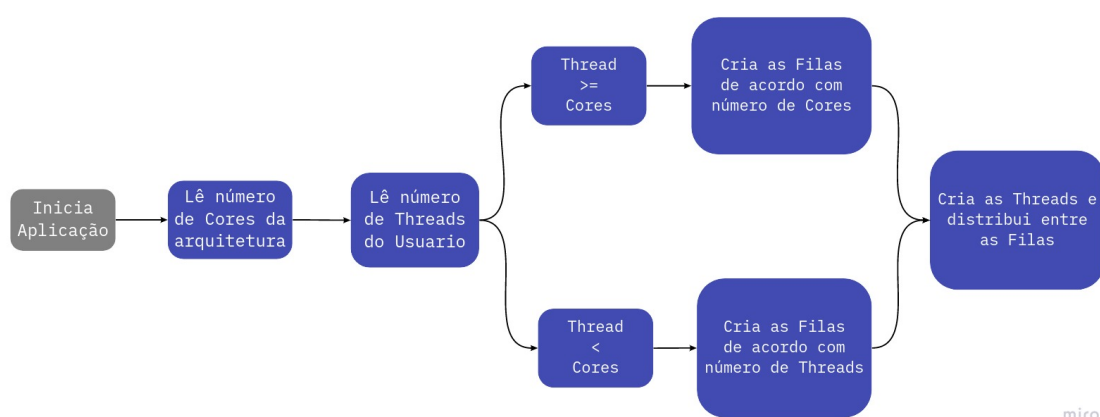 Inicia
Aplicação
Lê número
de Cores da
arquitetura
Lê número
de Threads
do Usuario
Thread
>=
Cores
Cria as Filas
de acordo com
número de Cores
Thread
<
Cores
Cria as Filas
de acordo com
número de Threads
Cria as Threads e
distribui entre
as Filas
miro